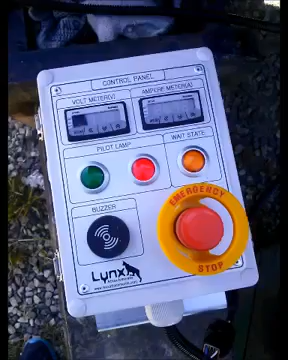 CONTROL PANEL
VOLT METER(V)
AMPERE METER(A)
PILOT LAMP
WAIT STATE
BUZZER
EMERGENCY
STOP
Lynx